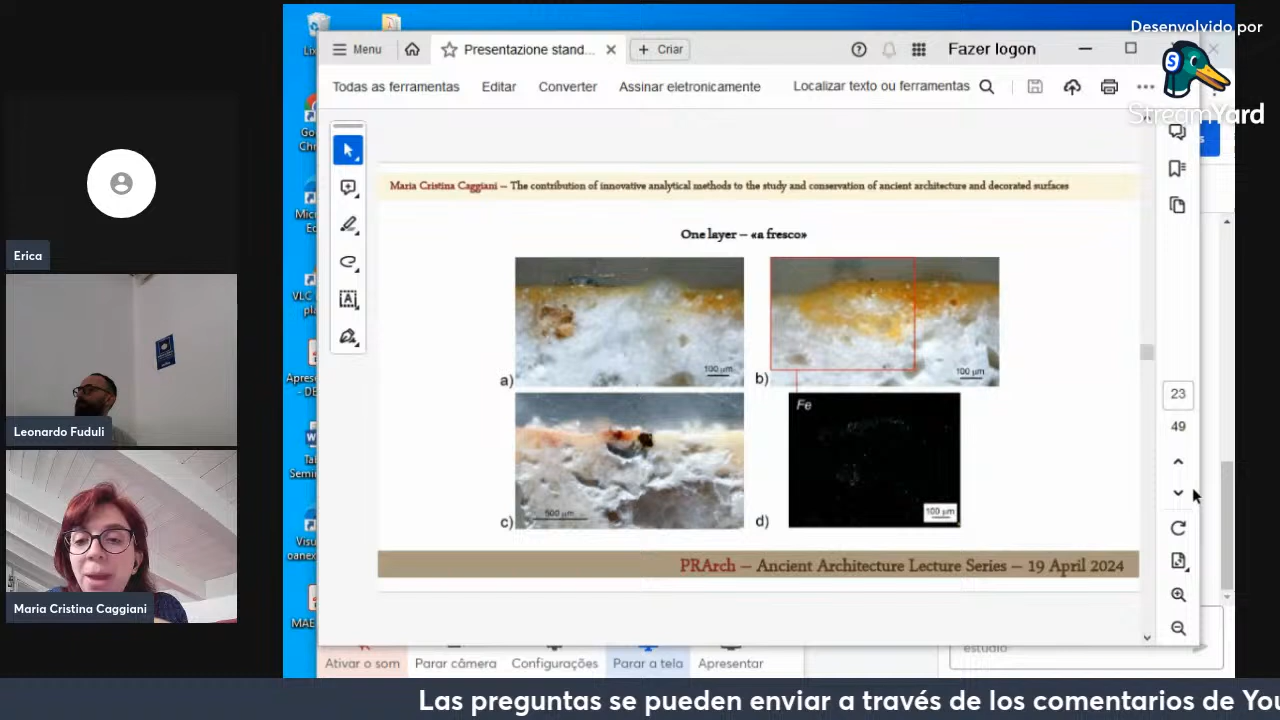 Desenvolvido por
StreamYard
Menu
Presentazione stand...
Criar
Fazer logon
Todas as ferramentas
Editar
Converter
Assinar eletronicamente
Localizar texto ou ferramentas
Maria Cristina Caggiani – The contribution of innovative analytical methods to the study and conservation of ancient architecture and decorated surfaces
One layer – «a fresco»
100 µm
a)
100 µm
b)
500 µm
c)
Fe
100 µm
d)
PRArch – Ancient Architecture Lecture Series – 19 April 2024
23
49
Erica
Leonardo Fuduli
Maria Cristina Caggiani
Ativar o som
Parar câmera
Configurações
Parar a tela
Apresentar
estúdio
Las preguntas se pueden enviar a través de los comentarios de You